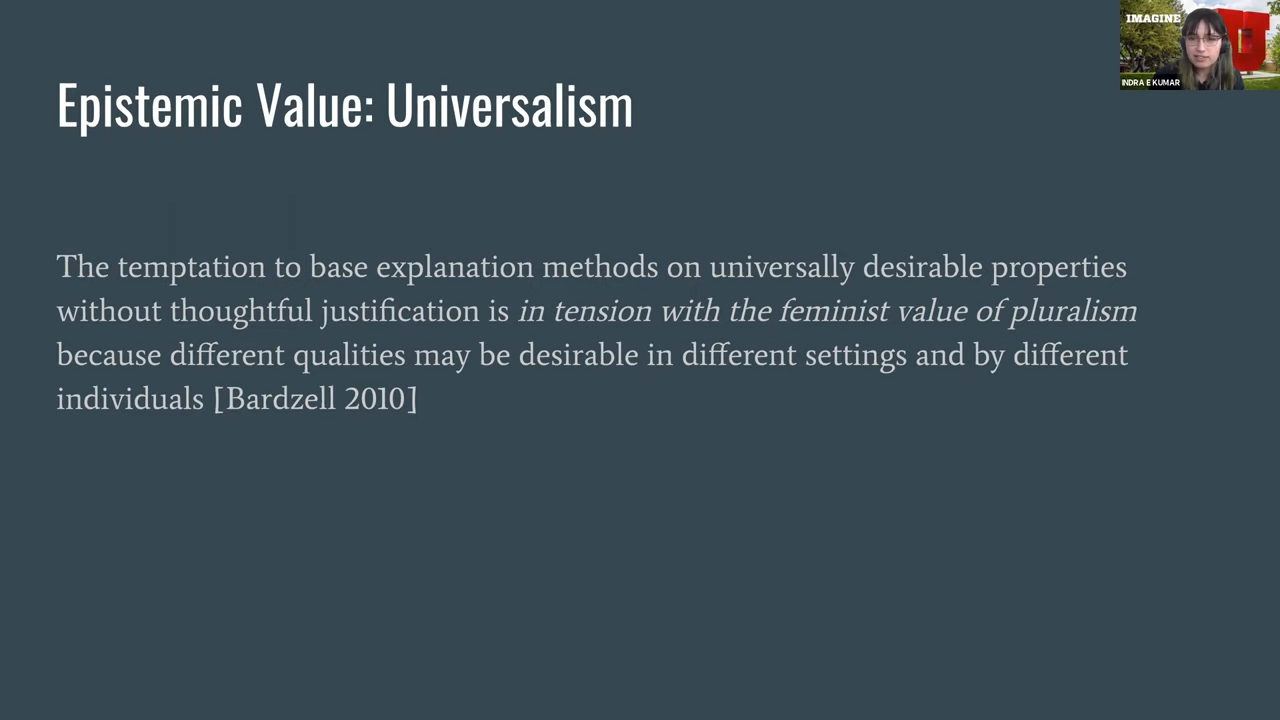 IMAGINE
INDRA E KUMAR
Epistemic Value: Universalism
The temptation to base explanation methods on universally desirable properties
without thoughtful justification is in tension with the feminist value of pluralism
because different qualities may be desirable in different settings and by different
individuals [Bardzell 2010]